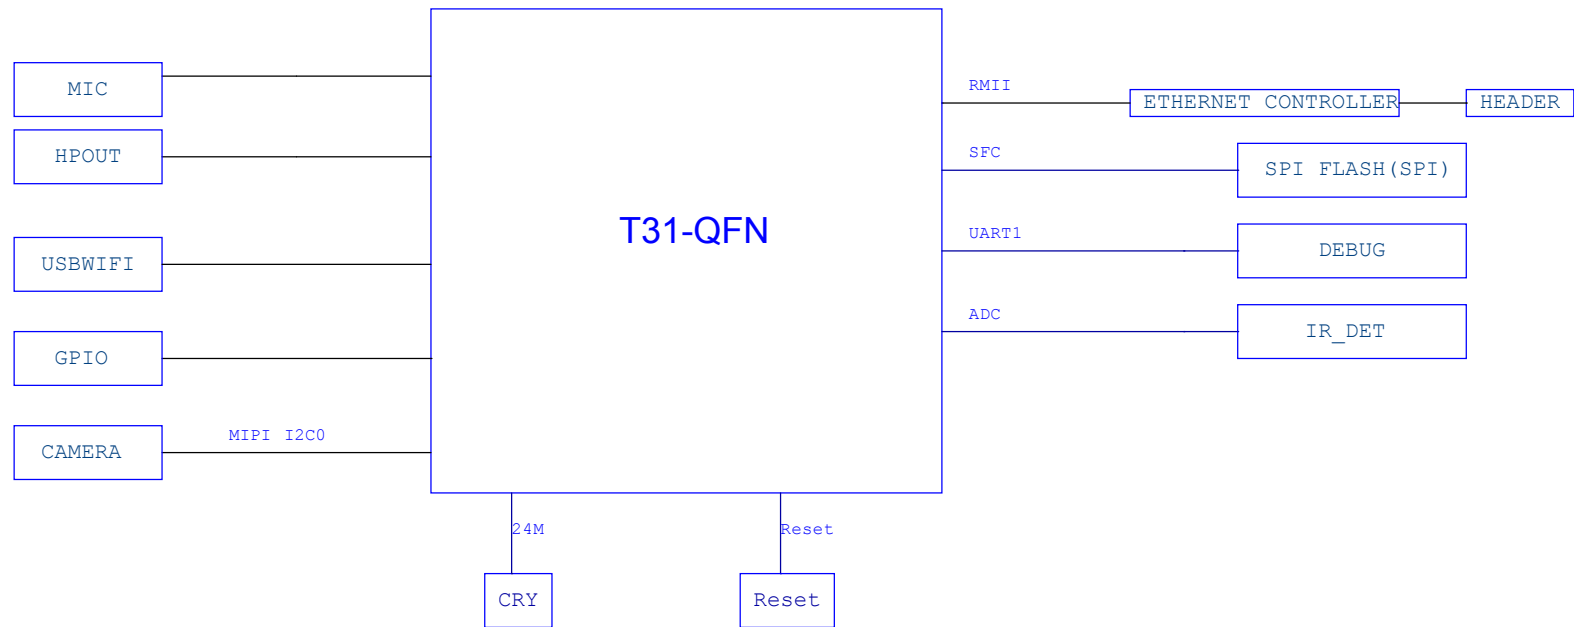 MIC
HPOUT
USBWIFI
GPIO
CAMERA
MIPI I2C0
T31-QFN
RMII
ETHERNET CONTROLLER
HEADER
SFC
SPI FLASH(SPI)
UART1
DEBUG
ADC
IR_DET
24M
Reset
CRY
Reset